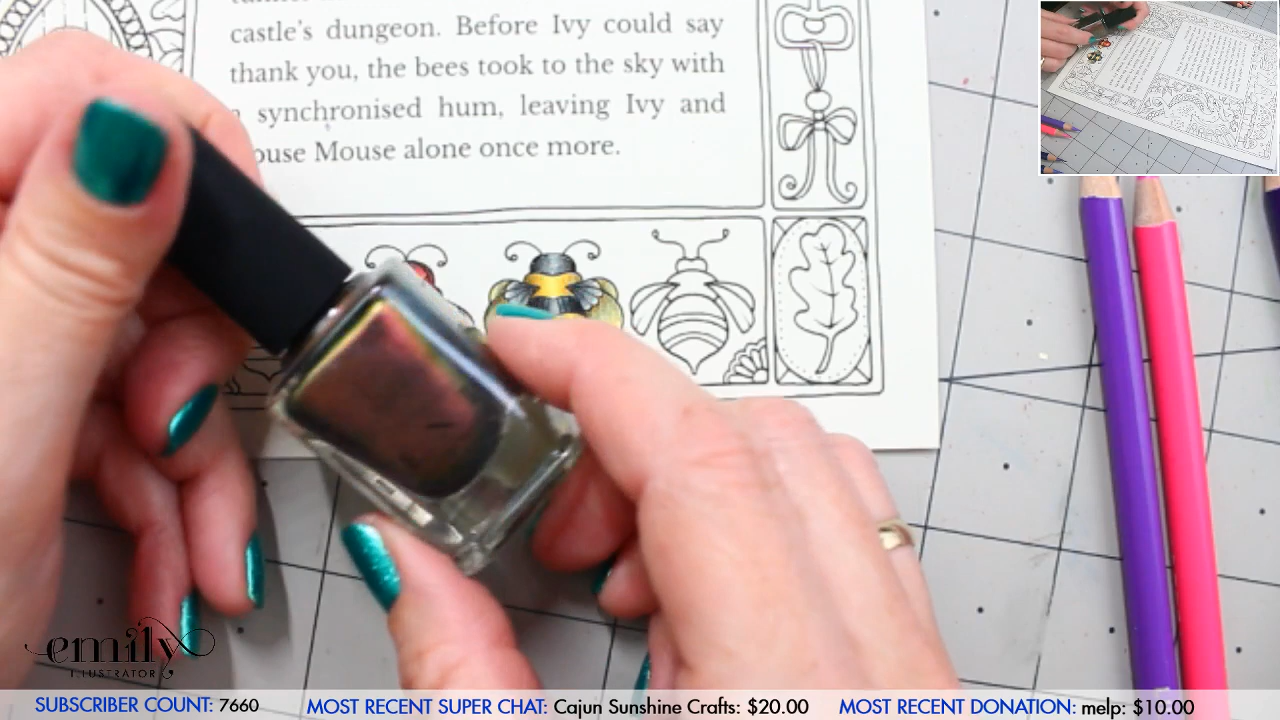 castle's dungeon. Before Ivy could say
thank you, the bees took to the sky with
synchronised hum, leaving Ivy and
Mouse alone once more.
emily
ILLUSTRATOR
SUBSCRIBER COUNT: 7660
MOST RECENT SUPER CHAT: Cajun Sunshine Crafts: $20.00
MOST RECENT DONATION: melp: $10.00